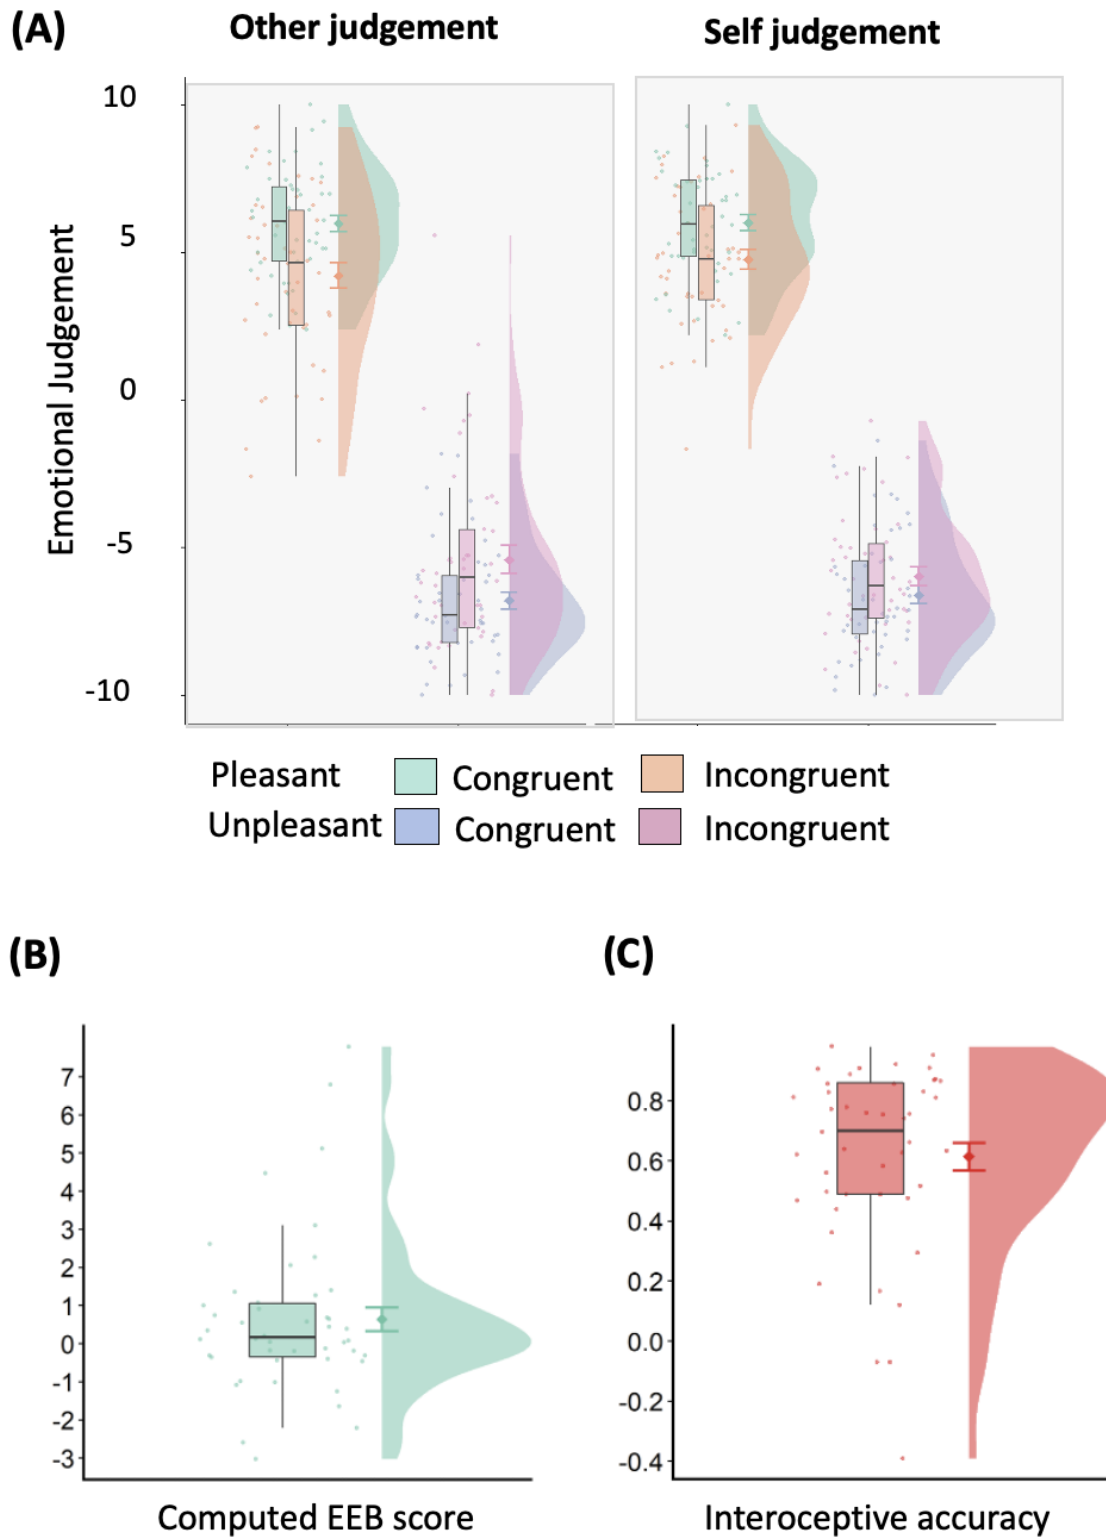 (A)
Other judgement
Self judgement
Emotional Judgement
10
5
0
-5
-10
Pleasant Congruent Incongruent
Unpleasant Congruent Incongruent
(B)
7
6
5
4
3
2
1
0
-1
-2
-3
Computed EEB score
(C)
0.8
0.6
0.4
0.2
0.0
-0.2
-0.4
Interoceptive accuracy